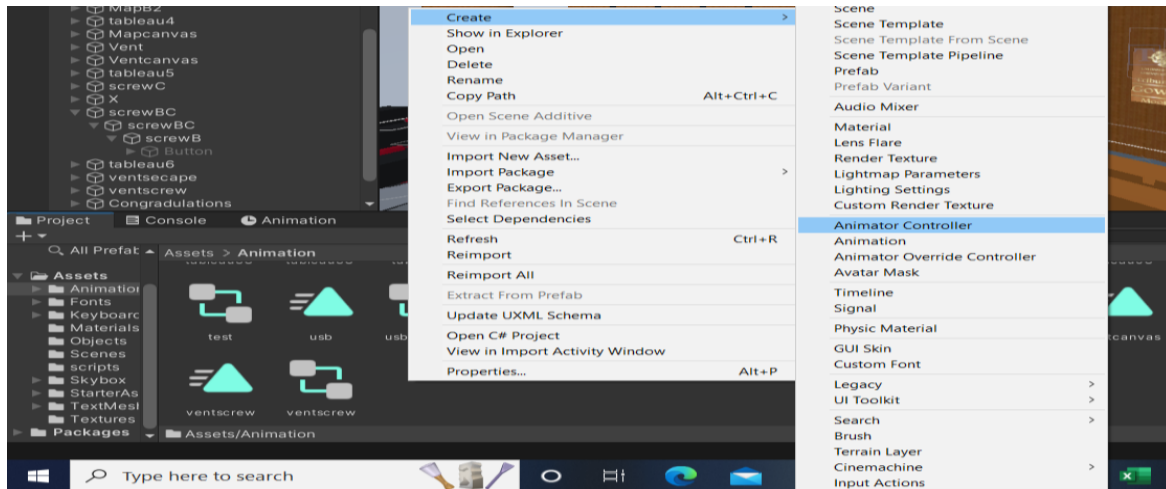 MapB2
tableau4
Mapcanvas
Vent
Ventcanvas
tableau5
screwC
X
screwBC
screwBC
screwB
Button
tableau6
ventsecape
ventscrew
Congradulations
Project
Console
Animation
All Prefab
Assets
Animation
Fonts
Keyboard
Materials
Objects
Scenes
scripts
Skybox
StarterAs
TextMesl
Textures
Packages
Assets > Animation
test
usb
usb
tcanvas
ventscrew
ventscrew
Assets/Animation
Create >
Show in Explorer
Open
Delete
Rename
Copy Path Alt+Ctrl+C
Open Scene Additive
View in Package Manager
Import New Asset...
Import Package >
Export Package...
Find References In Scene
Select Dependencies
Refresh Ctrl+R
Reimport
Reimport All
Extract From Prefab
Update UXML Schema
Open C# Project
View in Import Activity Window
Properties... Alt+P
Scene
Scene Template
Scene Template From Scene
Scene Template Pipeline
Prefab
Prefab Variant
Audio Mixer
Material
Lens Flare
Render Texture
Lightmap Parameters
Lighting Settings
Custom Render Texture
Animator Controller
Animation
Animator Override Controller
Avatar Mask
Timeline
Signal
Physic Material
GUI Skin
Custom Font
Legacy >
UI Toolkit >
Search >
Brush
Terrain Layer
Cinemachine >
Input Actions
Type here to search